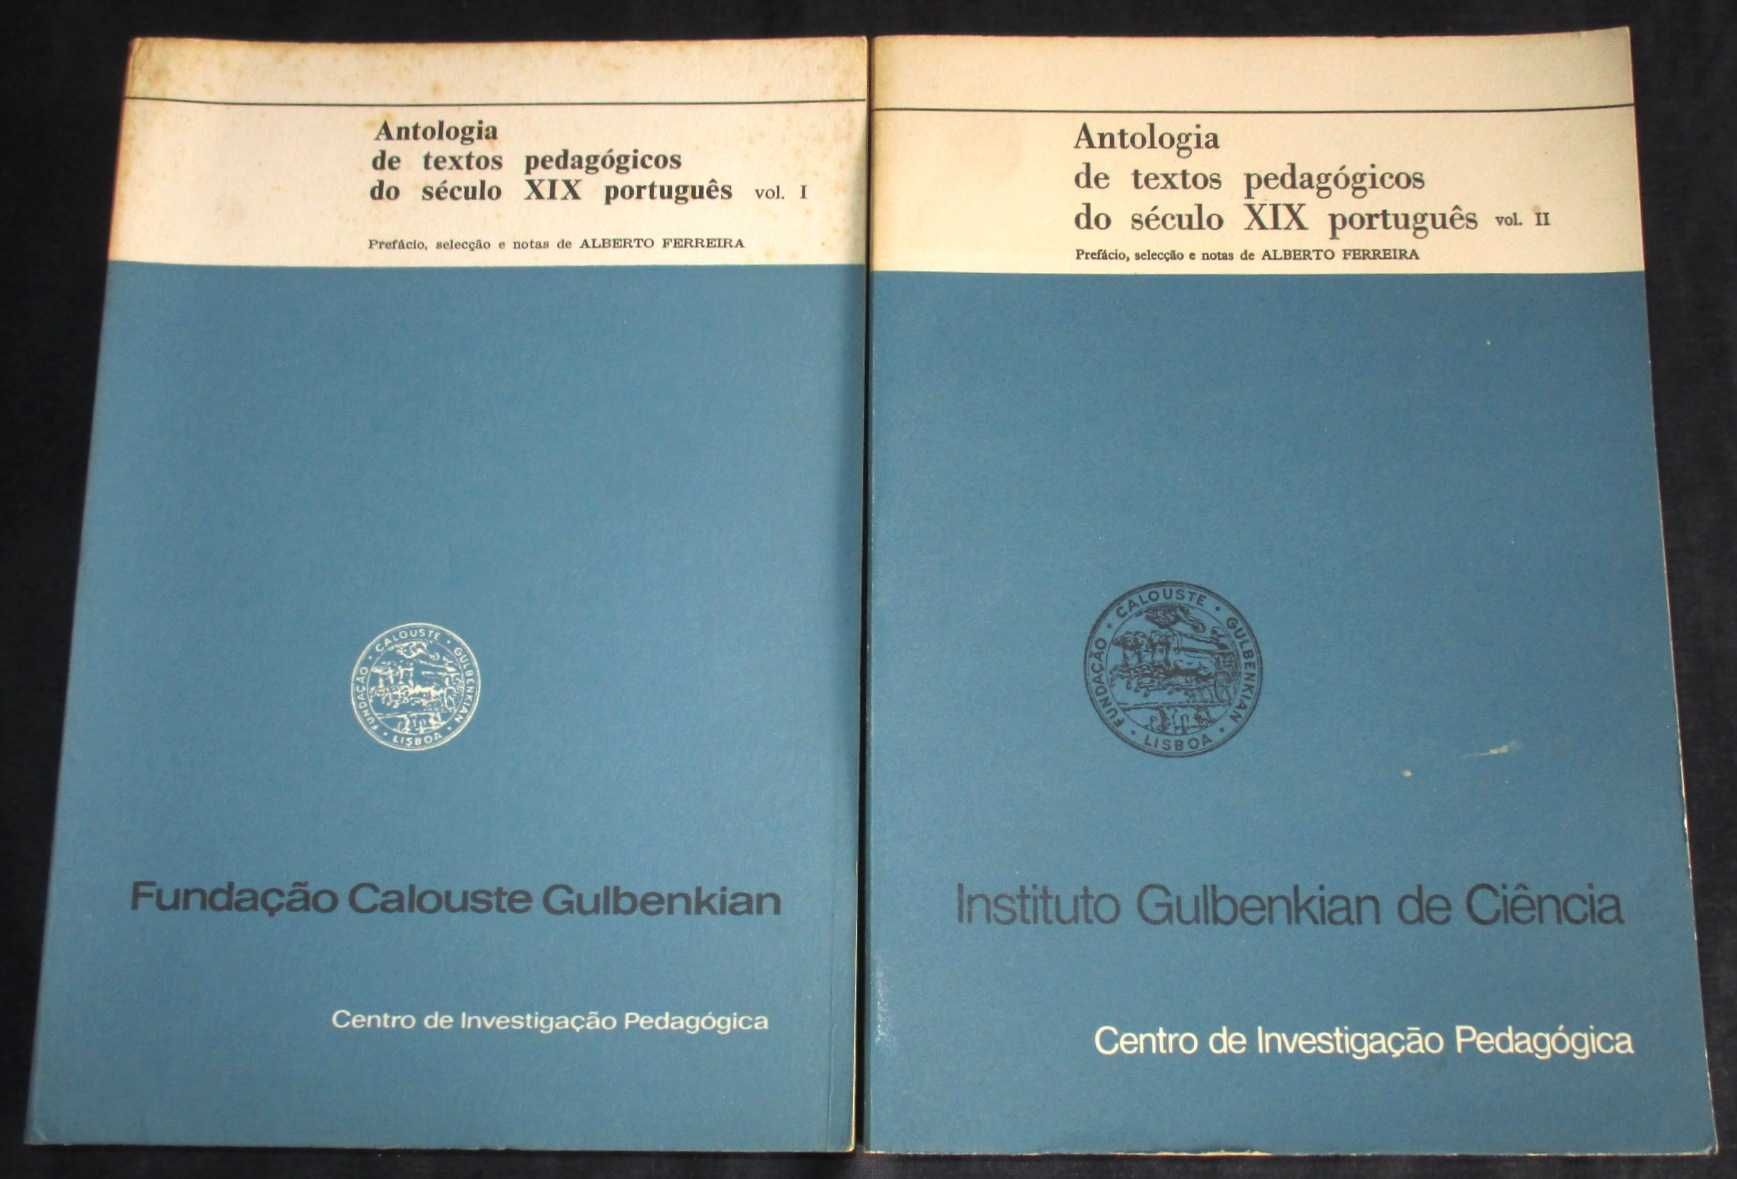 Antologia
de textos pedagógicos
do século XIX português vol. I
Prefácio, selecção e notas de ALBERTO FERREIRA
FUNDAÇÃO • CALOUSTE • GULBENKIAN • LISBOA •
Fundação Calouste Gulbenkian
Centro de Investigação Pedagógica
Antologia
de textos pedagógicos
do século XIX português vol. II
Prefácio, selecção e notas de ALBERTO FERREIRA
FUNDAÇÃO • CALOUSTE • GULBENKIAN • LISBOA •
Instituto Gulbenkian de Ciência
Centro de Investigação Pedagógica